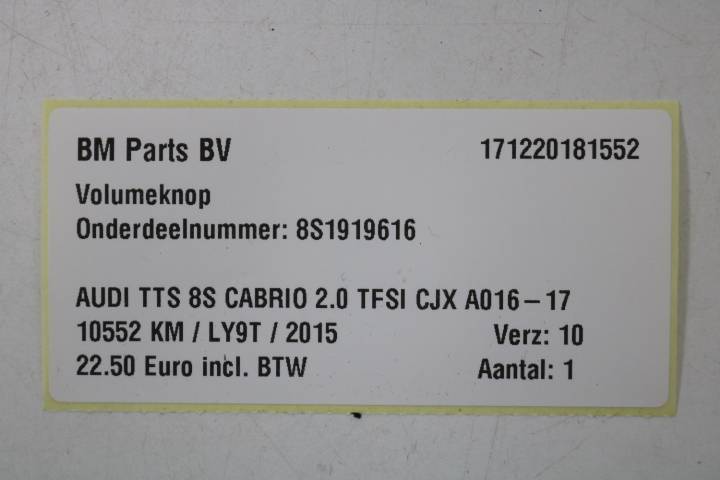 BM Parts BV 171220181552
Volumeknop
Onderdeelnummer: 8S1919616
AUDI TTS 8S CABRIO 2.0 TFSI CJX A016-17
10552 KM / LY9T / 2015 Verz: 10
22.50 Euro incl. BTW Aantal: 1